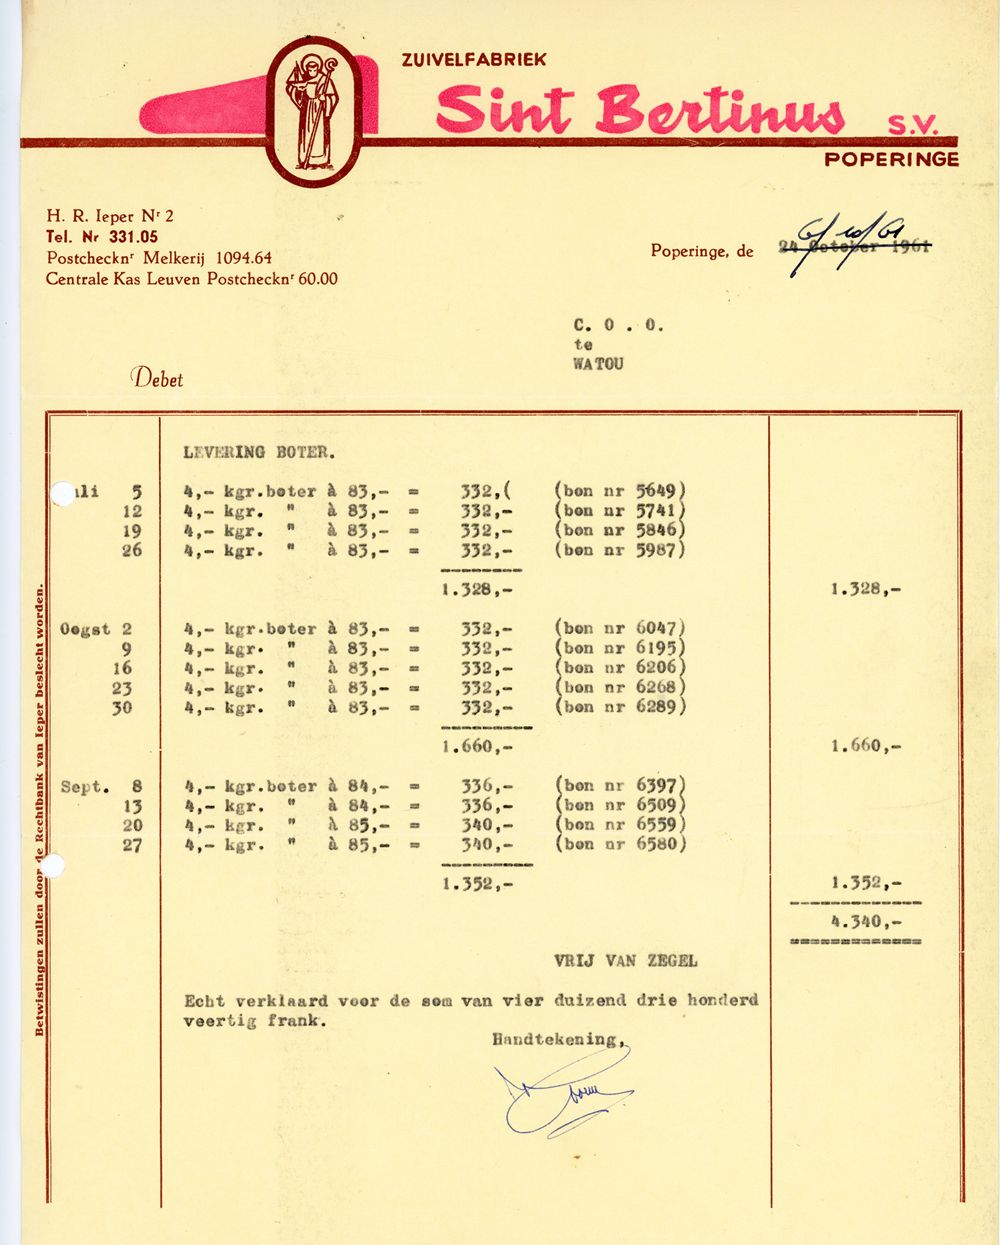 ZUIVELFABRIEK
Sint Bertinus S.V.
POPERINGE
H. R. Ieper Nr 2
Tel. Nr 331.05
Postchecknr Melkerij 1094.64
Centrale Kas Leuven Postchecknr 60.00
Poperinge, de 24 October 1961
C. O . O.
te
WATOU
Debet
LEVERING BOTER.
5 4,- kgr.boter à 83,- = 332,( (bon nr 5649)
12 4,- kgr. " à 83,- = 332,- (bon nr 5741)
19 4,- kgr. " à 83,- = 332,- (bon nr 5846)
26 4,- kgr. " à 83,- = 332,- (bon nr 5987)
1.328,- 1.328,-
Oogst 2 4,- kgr.boter à 83,- = 332,- (bon nr 6047)
9 4,- kgr. " à 83,- = 332,- (bon nr 6195)
16 4,- kgr. " à 83,- = 332,- (bon nr 6206)
23 4,- kgr. " à 83,- = 332,- (bon nr 6268)
30 4,- kgr. " à 83,- = 332,- (bon nr 6289)
1.660,- 1.660,-
Sept. 8 4,- kgr.boter à 84,- = 336,- (bon nr 6397)
13 4,- kgr. " à 84,- = 336,- (bon nr 6509)
20 4,- kgr. " à 85,- = 340,- (bon nr 6559)
27 4,- kgr. " à 85,- = 340,- (bon nr 6580)
1.352,- 1.352,-
4.340,-
VRIJ VAN ZEGEL
Echt verklaard voor de som van vier duizend drie honderd
veertig frank.
Handtekening,
Betwistingen zullen door de Rechtbank van Ieper beslecht worden.